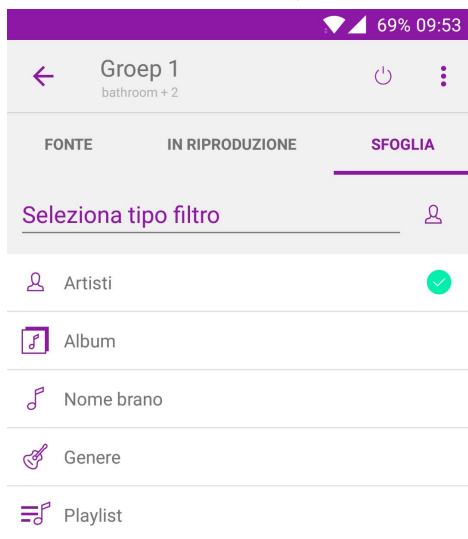 69% 09:53
Groep 1
bathroom + 2
FONTE IN RIPRODUZIONE SFOGLIA
Seleziona tipo filtro
Artisti
Album
Nome brano
Genere
Playlist